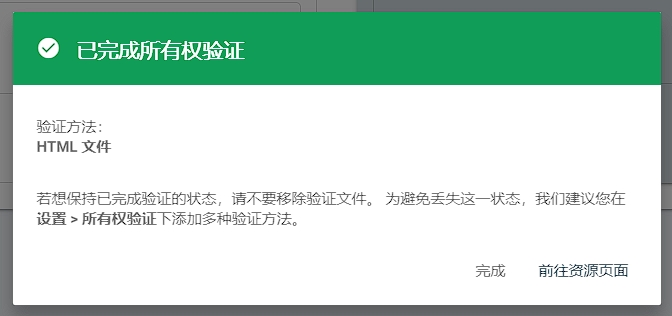 已完成所有权验证
验证方法：
HTML 文件
若想保持已完成验证的状态，请不要移除验证文件。 为避免丢失这一状态，我们建议您在
设置 > 所有权验证下添加多种验证方法。
完成
前往资源页面